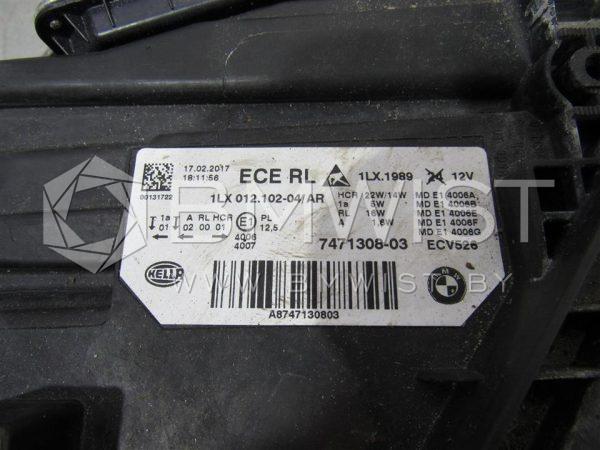 17.02.2017
18:11:56
00131722
ECE RL
1LX.1989
12V
1LX 012.102-04/AR
HCR 22W/14W MD E1 4006A
1a 5W MD E1 4006B
RL 16W MD E1 4006E
A 1.6W MD E1 4006F
MD E1 4006G
1a A RL HCR E1 PL
01 02 00 01 12,5
4006
4007
7471308-03
ECV526
HELLA
BMW
A8747130803
BMWIST
WWW.BMWIST.BY